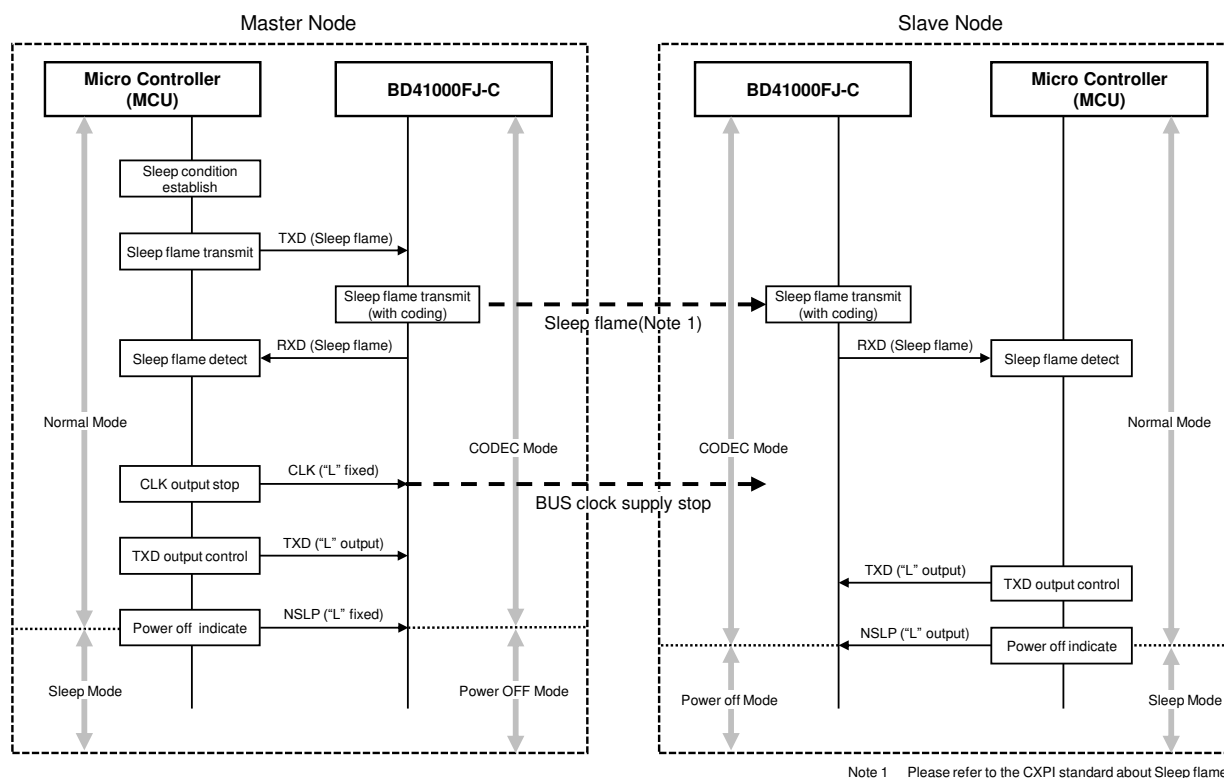 Master Node
Slave Node
Micro Controller
(MCU)
BD41000FJ-C
BD41000FJ-C
Micro Controller
(MCU)
Sleep condition
establish
Sleep flame transmit
TXD (Sleep flame)
Sleep flame transmit
(with coding)
Sleep flame(Note 1)
Sleep flame transmit
(with coding)
Sleep flame detect
RXD (Sleep flame)
RXD (Sleep flame)
Sleep flame detect
Normal Mode
CODEC Mode
CODEC Mode
Normal Mode
CLK output stop
CLK ("L" fixed)
BUS clock supply stop
TXD output control
TXD ("L" output)
TXD ("L" output)
TXD output control
Power off indicate
NSLP ("L" fixed)
NSLP ("L" output)
Power off indicate
Sleep Mode
Power OFF Mode
Power off Mode
Sleep Mode
Note 1 Please refer to the CXPI standard about Sleep flame